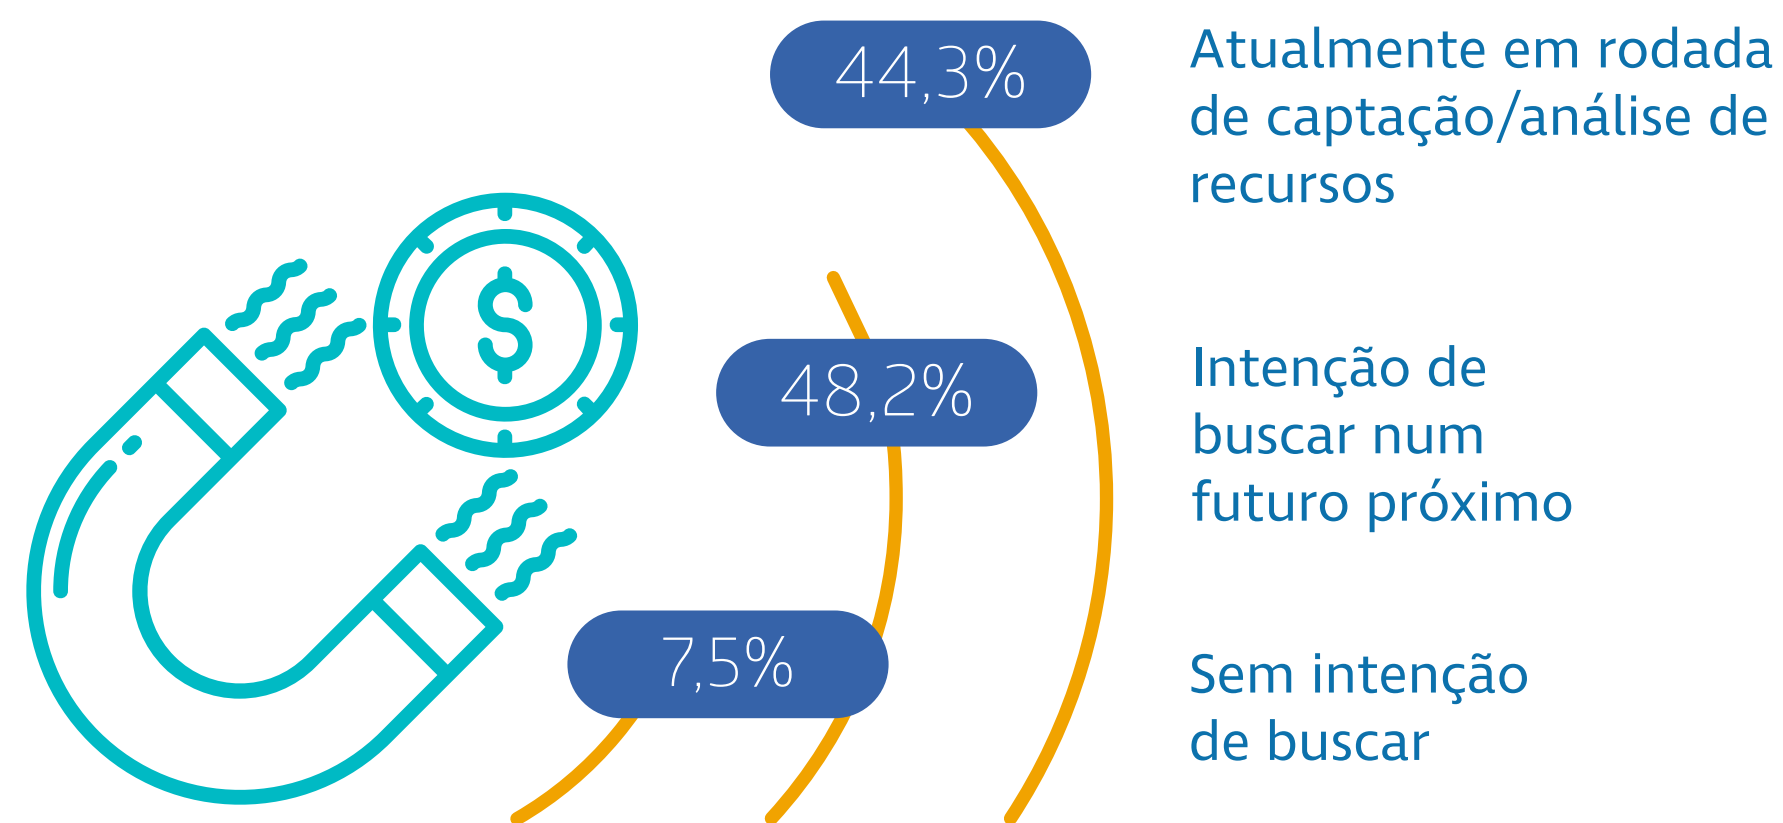 44,3%
Atualmente em rodada
de captação/análise de
recursos
$
48,2%
Intenção de
buscar num
futuro próximo
7,5%
Sem intenção
de buscar